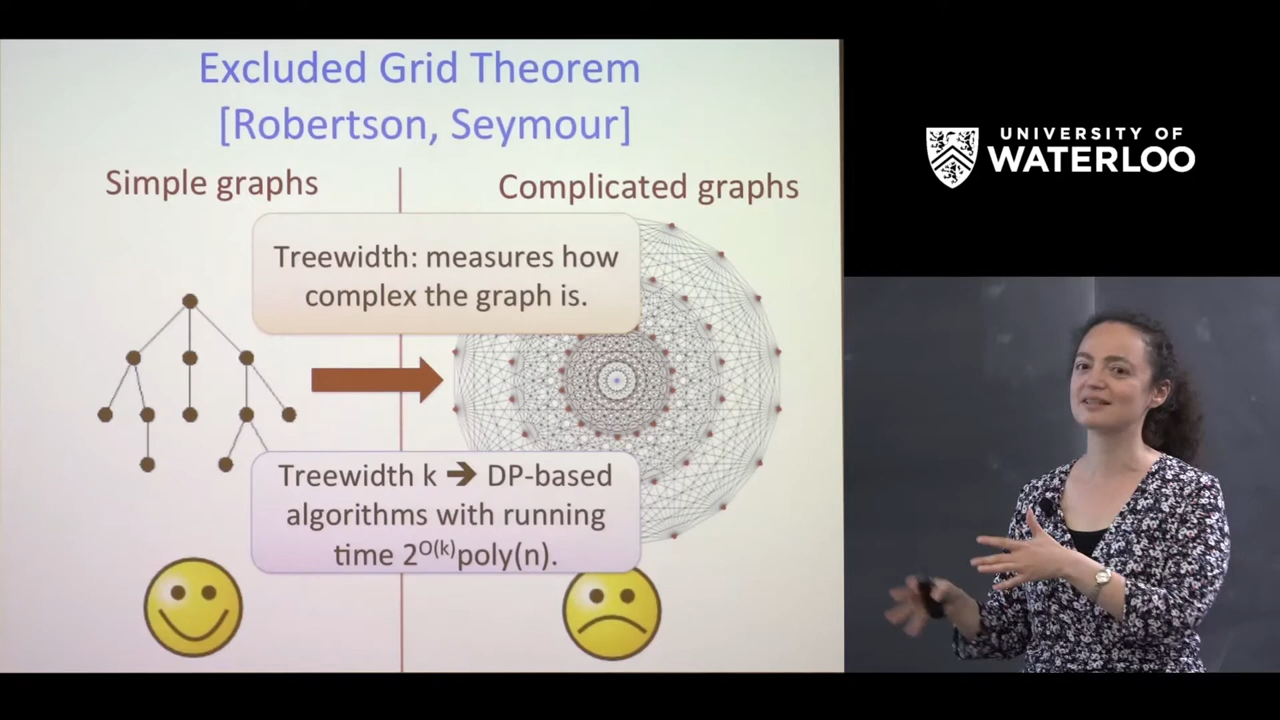 Excluded Grid Theorem
[Robertson, Seymour]
Simple graphs
Complicated graphs
Treewidth: measures how
complex the graph is.
Treewidth k ➔ DP-based
algorithms with running
time 2^O(k)poly(n).
UNIVERSITY OF
WATERLOO